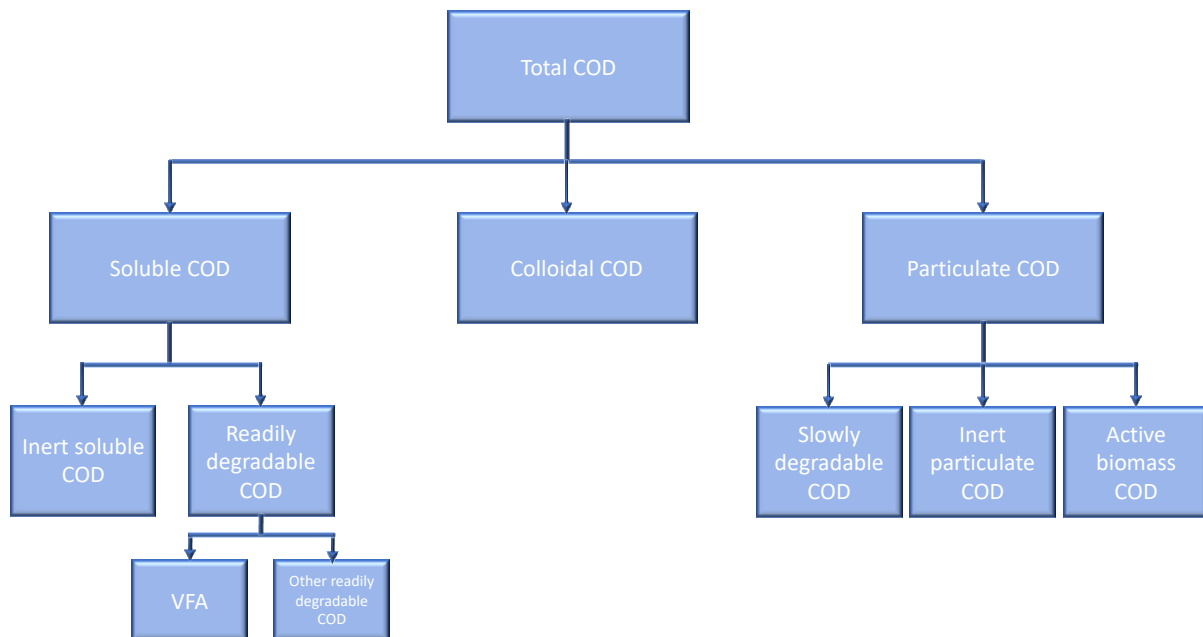 Total COD
Soluble COD
Colloidal COD
Particulate COD
Inert soluble
COD
Readily
degradable
COD
Slowly
degradable
COD
Inert
particulate
COD
Active
biomass
COD
VFA
Other readily
degradable
COD